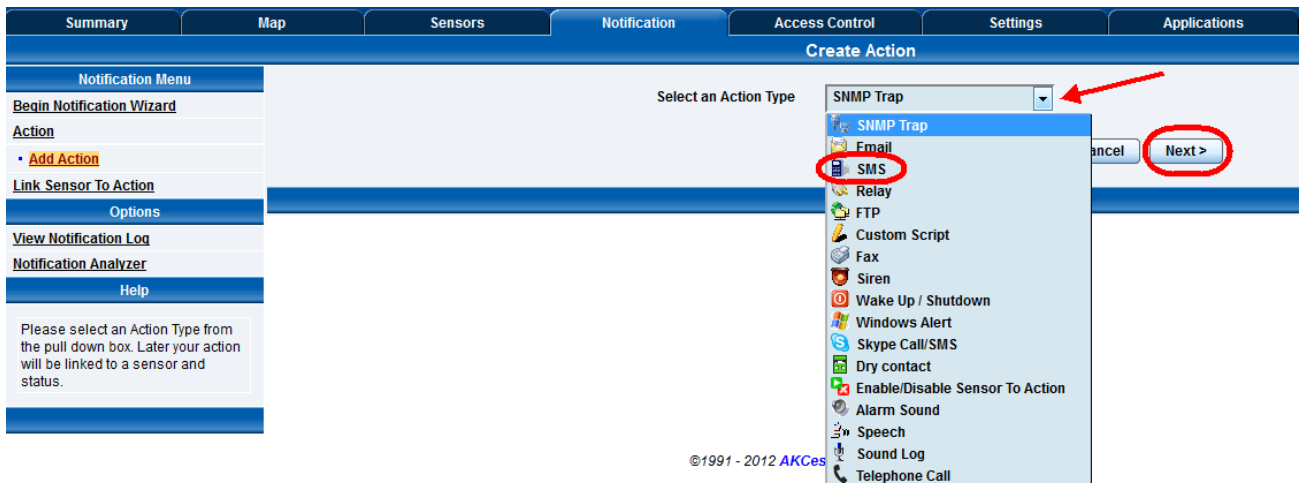 Summary
Map
Sensors
Notification
Access Control
Settings
Applications
Create Action
Notification Menu
Begin Notification Wizard
Action
Add Action
Link Sensor To Action
Options
View Notification Log
Notification Analyzer
Help
Please select an Action Type from
the pull down box. Later your action
will be linked to a sensor and
status.
Select an Action Type
SNMP Trap
SNMP Trap
Email
SMS
Relay
FTP
Custom Script
Fax
Siren
Wake Up / Shutdown
Windows Alert
Skype Call/SMS
Dry contact
Enable/Disable Sensor To Action
Alarm Sound
Speech
Sound Log
Telephone Call
ancel
Next >
©1991 - 2012 AKCes